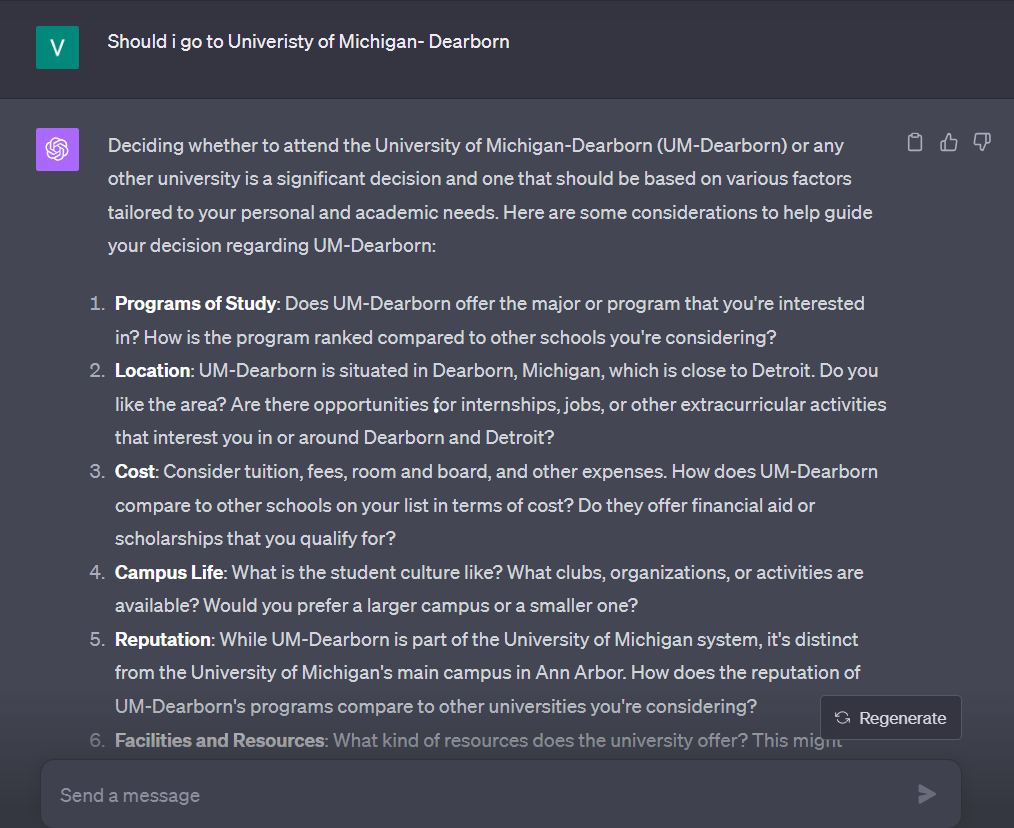 V
Should i go to Univeristy of Michigan- Dearborn
Deciding whether to attend the University of Michigan-Dearborn (UM-Dearborn) or any
other university is a significant decision and one that should be based on various factors
tailored to your personal and academic needs. Here are some considerations to help guide
your decision regarding UM-Dearborn:
1. Programs of Study: Does UM-Dearborn offer the major or program that you're interested
in? How is the program ranked compared to other schools you're considering?
2. Location: UM-Dearborn is situated in Dearborn, Michigan, which is close to Detroit. Do you
like the area? Are there opportunities for internships, jobs, or other extracurricular activities
that interest you in or around Dearborn and Detroit?
3. Cost: Consider tuition, fees, room and board, and other expenses. How does UM-Dearborn
compare to other schools on your list in terms of cost? Do they offer financial aid or
scholarships that you qualify for?
4. Campus Life: What is the student culture like? What clubs, organizations, or activities are
available? Would you prefer a larger campus or a smaller one?
5. Reputation: While UM-Dearborn is part of the University of Michigan system, it's distinct
from the University of Michigan's main campus in Ann Arbor. How does the reputation of
UM-Dearborn's programs compare to other universities you're considering?
6. Facilities and Resources: What kind of resources does the university offer? This might
Regenerate
Send a message